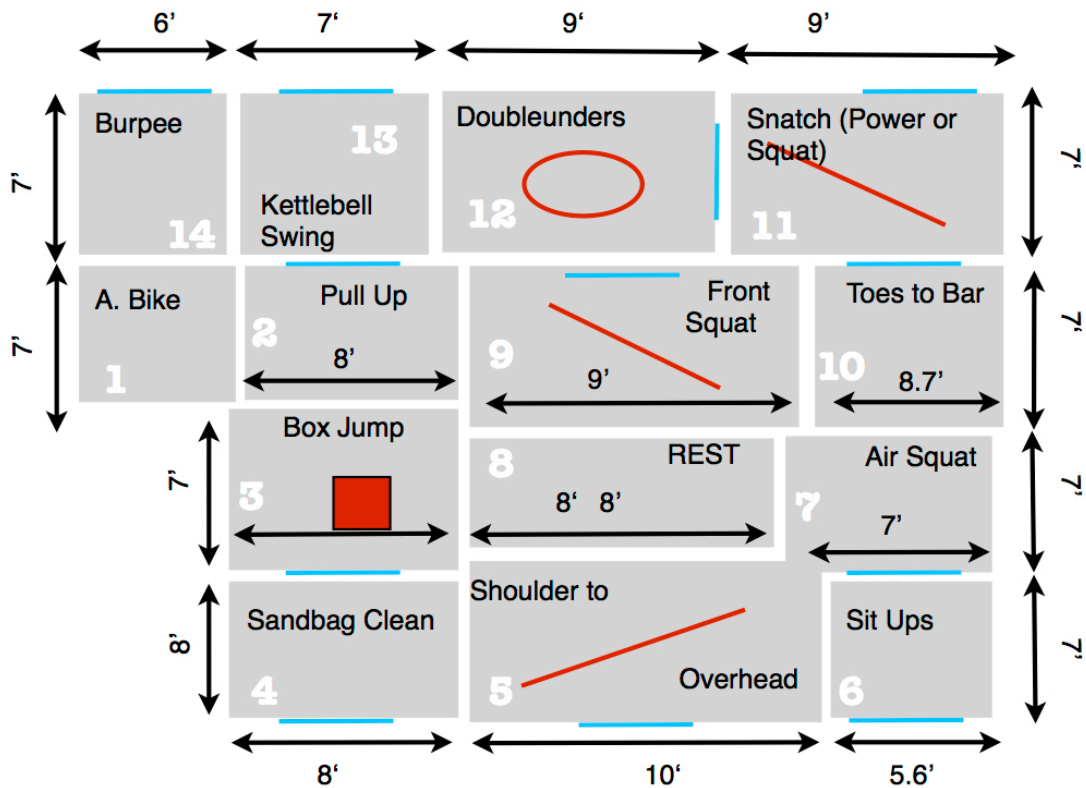 6’
7‘
9‘
9’
7’
Burpee
14
13
Kettlebell
Swing
Doubleunders
12
Snatch (Power or
Squat)
11
7’
7’
A. Bike
1
Pull Up
2
8’
Front
Squat
9
9’
Toes to Bar
10
8.7’
7’
7’
Box Jump
3
8
REST
8‘ 8’
Air Squat
7
7’
7’
8’
Sandbag Clean
4
Shoulder to
Overhead
5
Sit Ups
6
7’
8‘
10‘
5.6’